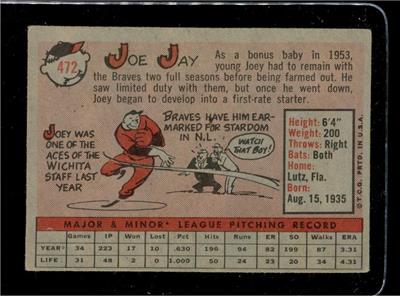 472
JOE JAY
As a bonus baby in 1953,
young Joey had to remain with
the Braves two full seasons before being farmed out. He
saw limited duty with them, but once he went down,
Joey began to develop into a first-rate starter.
JOEY WAS
ONE OF THE
ACES OF THE
WICHITA
STAFF LAST
YEAR
BRAVES HAVE HIM EAR-
MARKED FOR STARDOM
IN N.L.
WATCH
THAT BOY!
Height: 6'4"
Weight: 200
Throws: Right
Bats: Both
Home:
Lutz, Fla.
Born:
Aug. 15, 1935
© T.C.G. PRTD. IN U.S.A.
MAJOR & MINOR* LEAGUE PITCHING RECORD
Games IP Won Lost Pct. Hits Runs ER SO Walks ERA
YEAR* 34 223 17 10 .630 196 94 82 199 87 3.31
LIFE 31 48 2 0 1.000 50 24 23 34 4.31